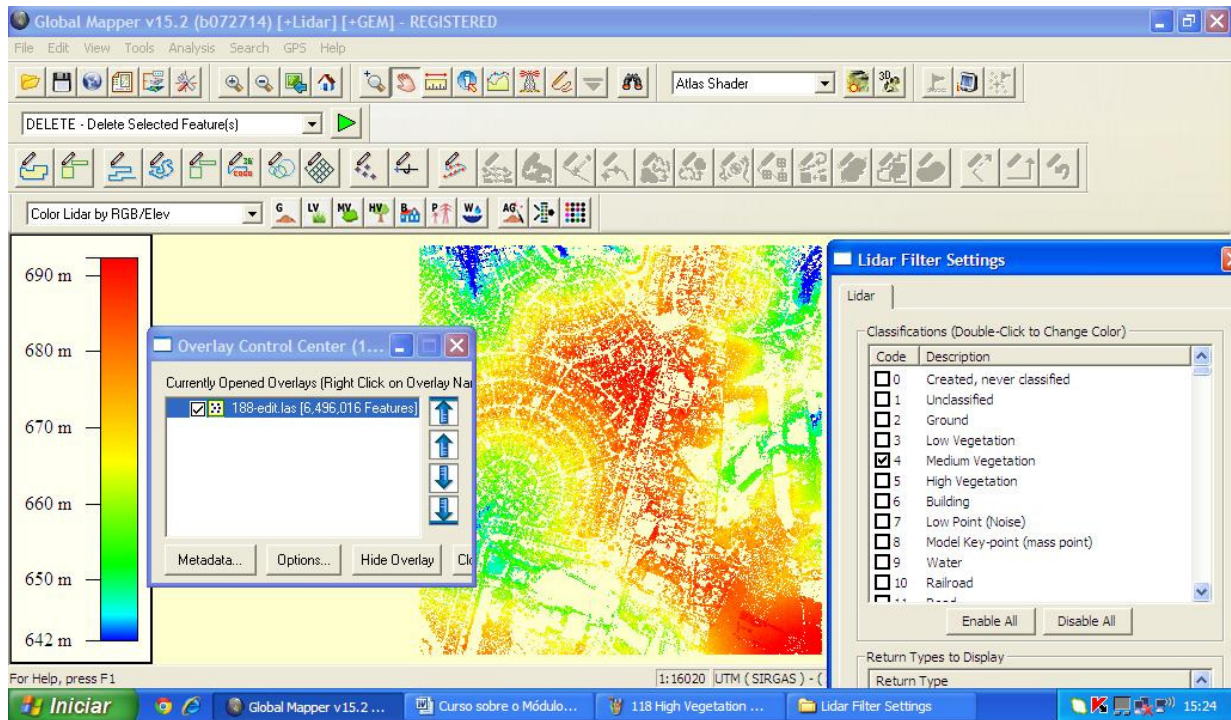 Global Mapper v15.2 (b072714) [+Lidar] [+GEM] - REGISTERED
File Edit View Tools Analysis Search GPS Help
Atlas Shader
DELETE - Delete Selected Feature(s)
Color Lidar by RGB/Elev
G LV MV HV B P W AG
690 m
680 m
670 m
660 m
650 m
642 m
Overlay Control Center (1...
Currently Opened Overlays (Right Click on Overlay Na
188-edit.las [6,496,016 Features]
Metadata... Options... Hide Overlay Clo
Lidar Filter Settings
Lidar
Classifications (Double-Click to Change Color)
Code Description
0 Created, never classified
1 Unclassified
2 Ground
3 Low Vegetation
4 Medium Vegetation
5 High Vegetation
6 Building
7 Low Point (Noise)
8 Model Key-point (mass point)
9 Water
10 Railroad
Enable All Disable All
Return Types to Display
Return Type
For Help, press F1
1:16020 UTM ( SIRGAS ) - (
Iniciar Global Mapper v15.2 ... Curso sobre o Módulo... 118 High Vegetation ... Lidar Filter Settings 15:24